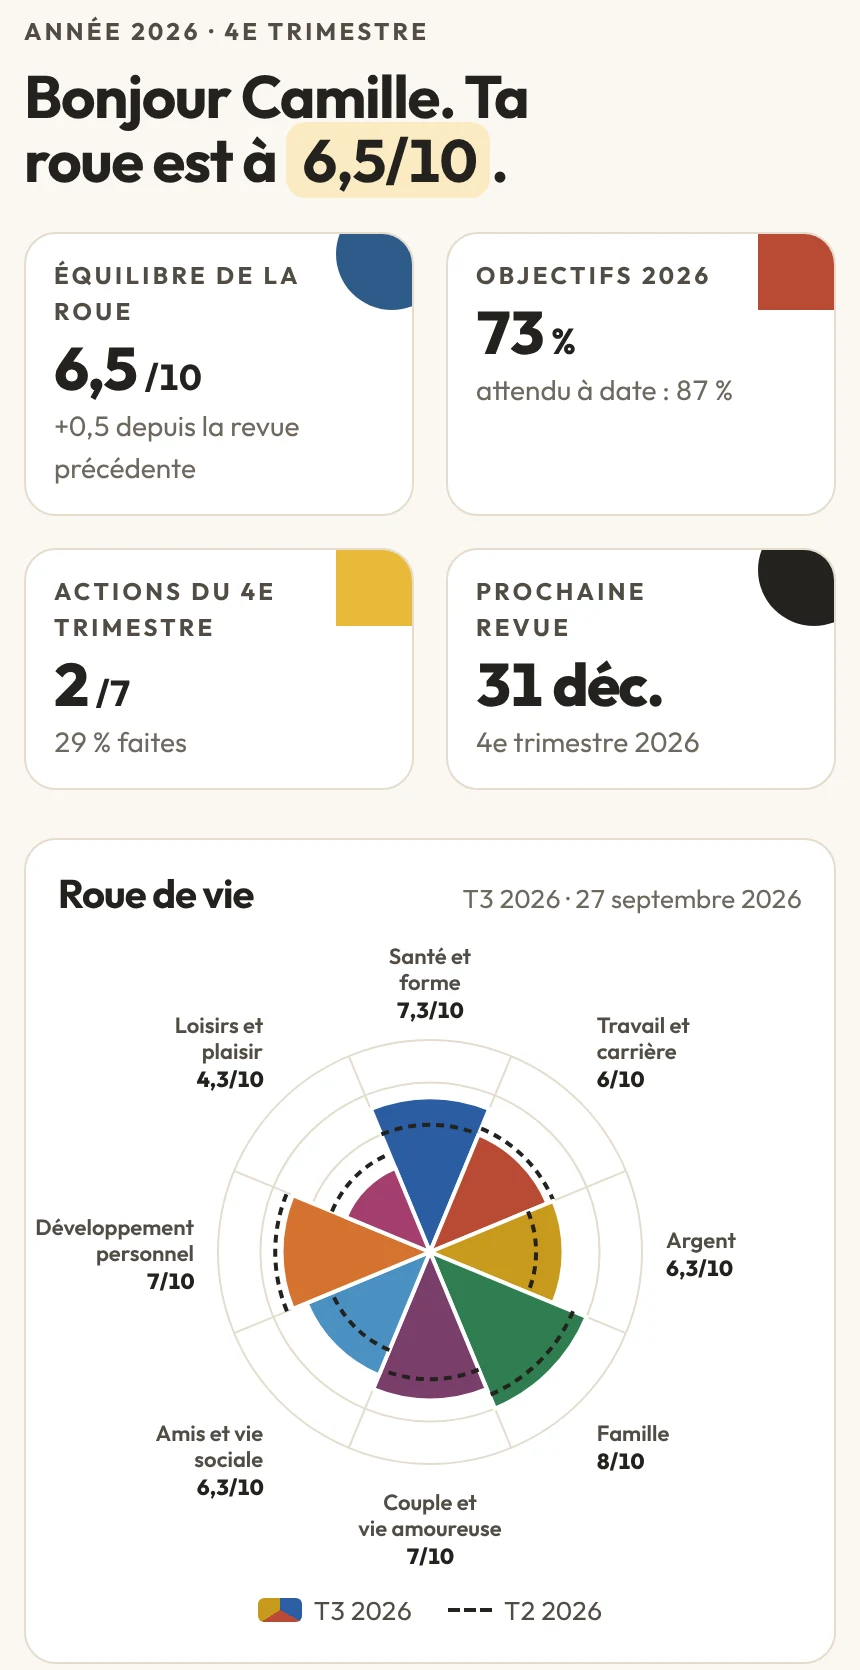 ANNÉE 2026 · 4E TRIMESTRE
Bonjour Camille. Ta
roue est à 6,5/10.
ÉQUILIBRE DE LA
ROUE
6,5 /10
+0,5 depuis la revue
précédente
OBJECTIFS 2026
73 %
attendu à date : 87 %
ACTIONS DU 4E
TRIMESTRE
2 /7
29 % faites
PROCHAINE
REVUE
31 déc.
4e trimestre 2026
Roue de vie
T3 2026 · 27 septembre 2026
Santé et
forme
7,3/10
Loisirs et
plaisir
4,3/10
Travail et
carrière
6/10
Développement
personnel
7/10
Argent
6,3/10
Amis et vie
sociale
6,3/10
Famille
8/10
Couple et
vie amoureuse
7/10
T3 2026
T2 2026